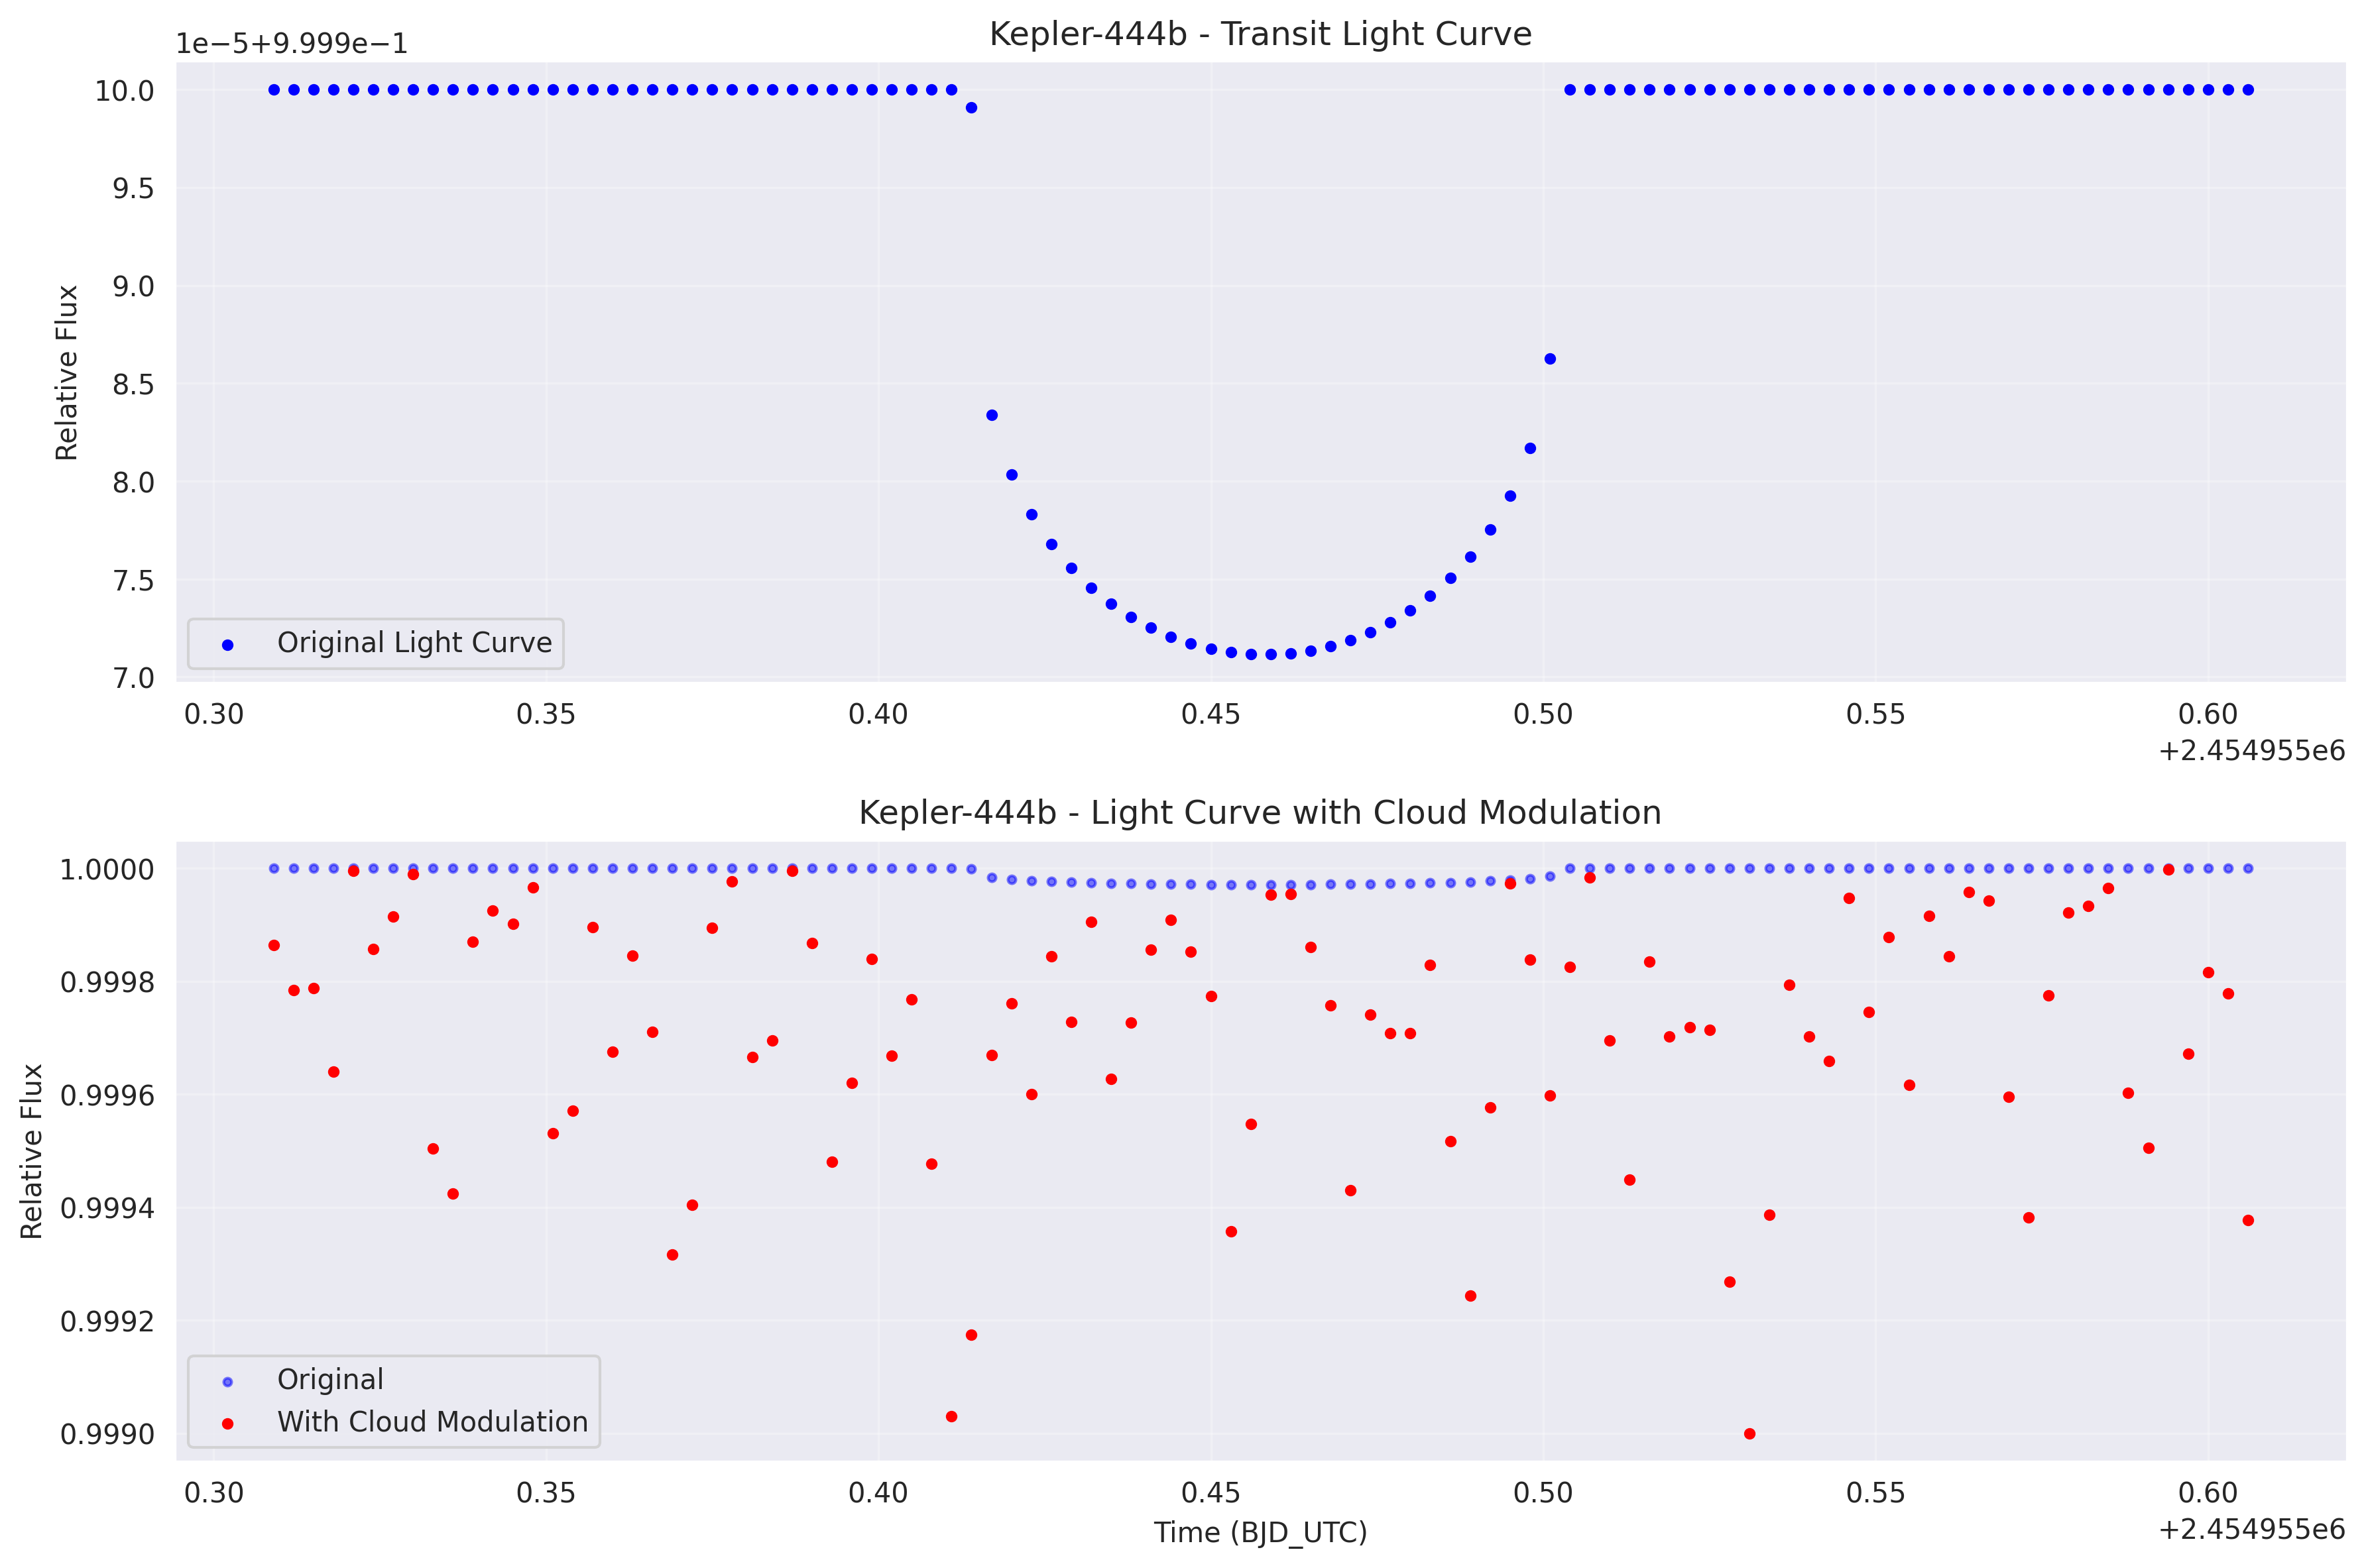 Kepler-444b - Transit Light Curve
1e−5+9.999e−1
10.0
9.5
9.0
8.5
8.0
7.5
7.0
Relative Flux
Original Light Curve
0.30 0.35 0.40 0.45 0.50 0.55 0.60
+2.454955e6
Kepler-444b - Light Curve with Cloud Modulation
1.0000
0.9998
0.9996
0.9994
0.9992
0.9990
Relative Flux
Original
With Cloud Modulation
0.30 0.35 0.40 0.45 0.50 0.55 0.60
Time (BJD_UTC)
+2.454955e6